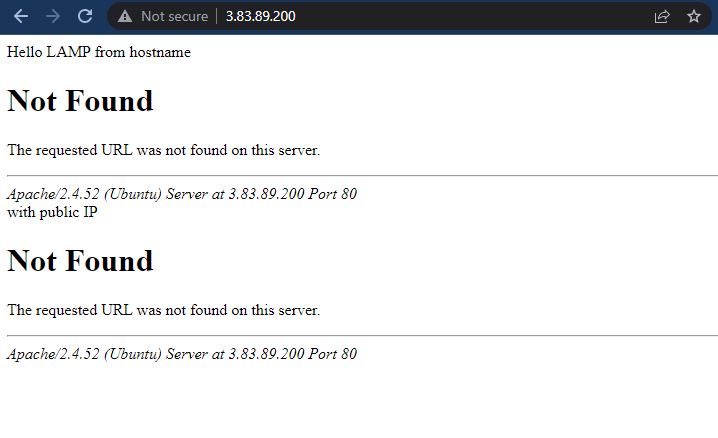 Not secure 3.83.89.200
Hello LAMP from hostname
Not Found
The requested URL was not found on this server.
Apache/2.4.52 (Ubuntu) Server at 3.83.89.200 Port 80
with public IP
Not Found
The requested URL was not found on this server.
Apache/2.4.52 (Ubuntu) Server at 3.83.89.200 Port 80